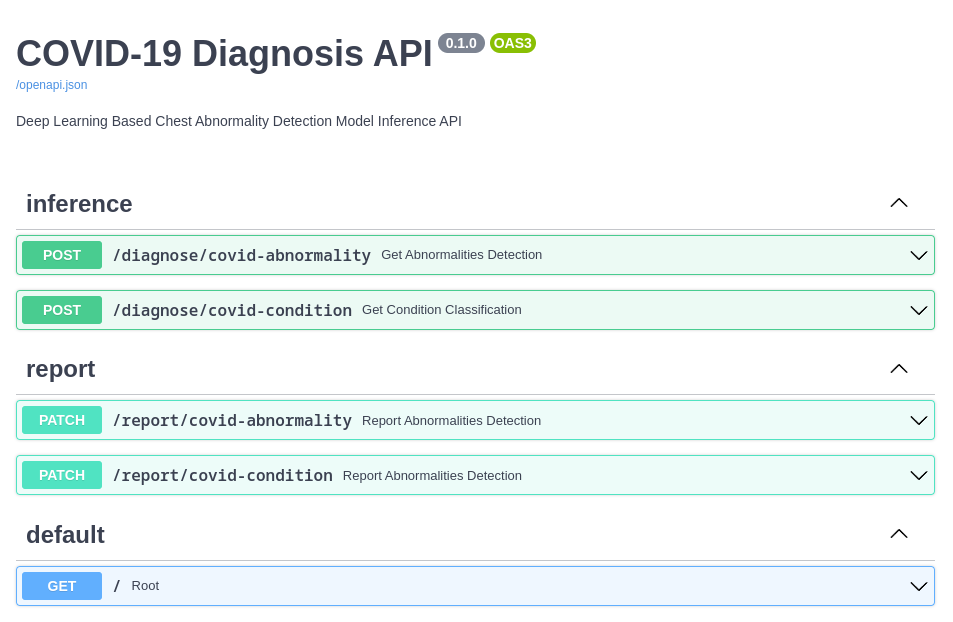 COVID-19 Diagnosis API 0.1.0 OAS3
/openapi.json
Deep Learning Based Chest Abnormality Detection Model Inference API
inference
POST /diagnose/covid-abnormality Get Abnormalities Detection
POST /diagnose/covid-condition Get Condition Classification
report
PATCH /report/covid-abnormality Report Abnormalities Detection
PATCH /report/covid-condition Report Abnormalities Detection
default
GET / Root